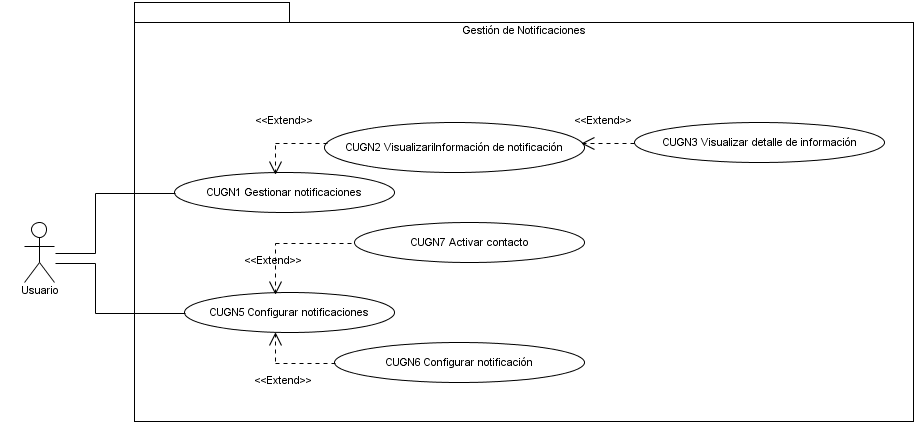 Gestión de Notificaciones
<<Extend>>
<<Extend>>
CUGN2 VisualizariInformación de notificación
CUGN3 Visualizar detalle de información
CUGN1 Gestionar notificaciones
CUGN7 Activar contacto
<<Extend>>
Usuario
CUGN5 Configurar notificaciones
CUGN6 Configurar notificación
<<Extend>>